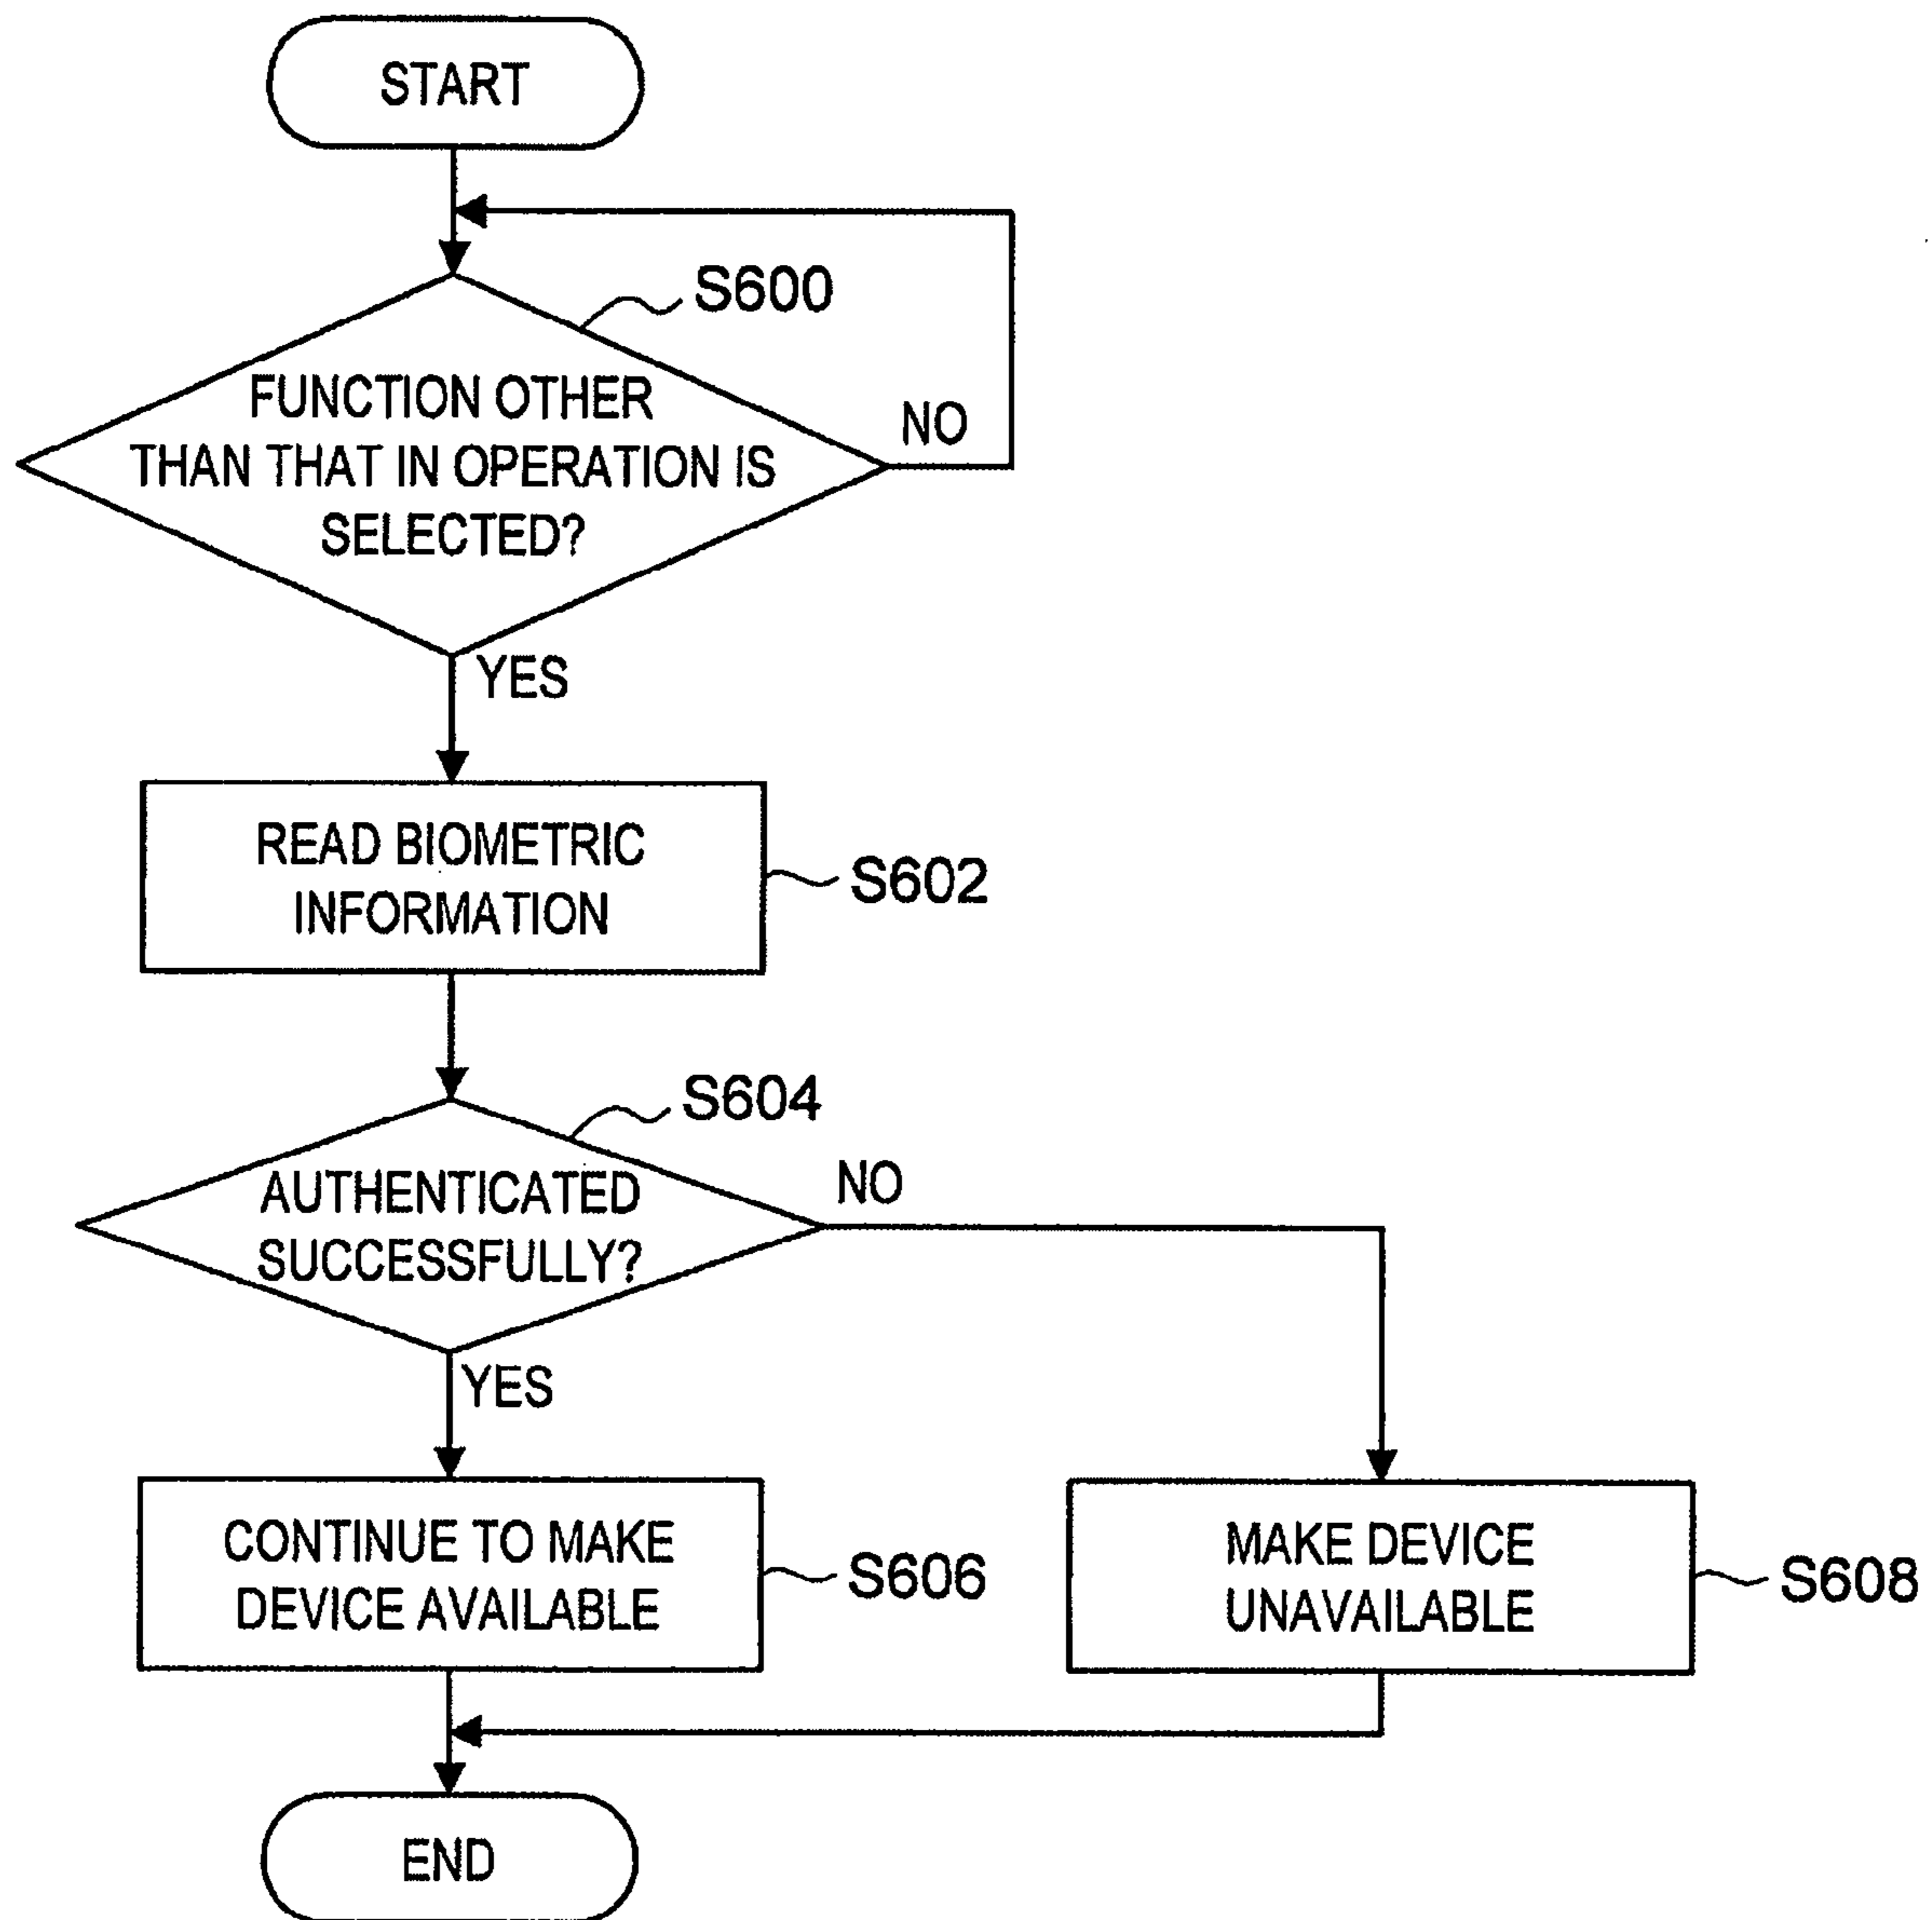 START
S600
FUNCTION OTHER
THAN THAT IN OPERATION IS
SELECTED?
NO
YES
READ BIOMETRIC
INFORMATION
S602
S604
AUTHENTICATED
SUCCESSFULLY?
NO
YES
CONTINUE TO MAKE
DEVICE AVAILABLE
S606
MAKE DEVICE
UNAVAILABLE
S608
END